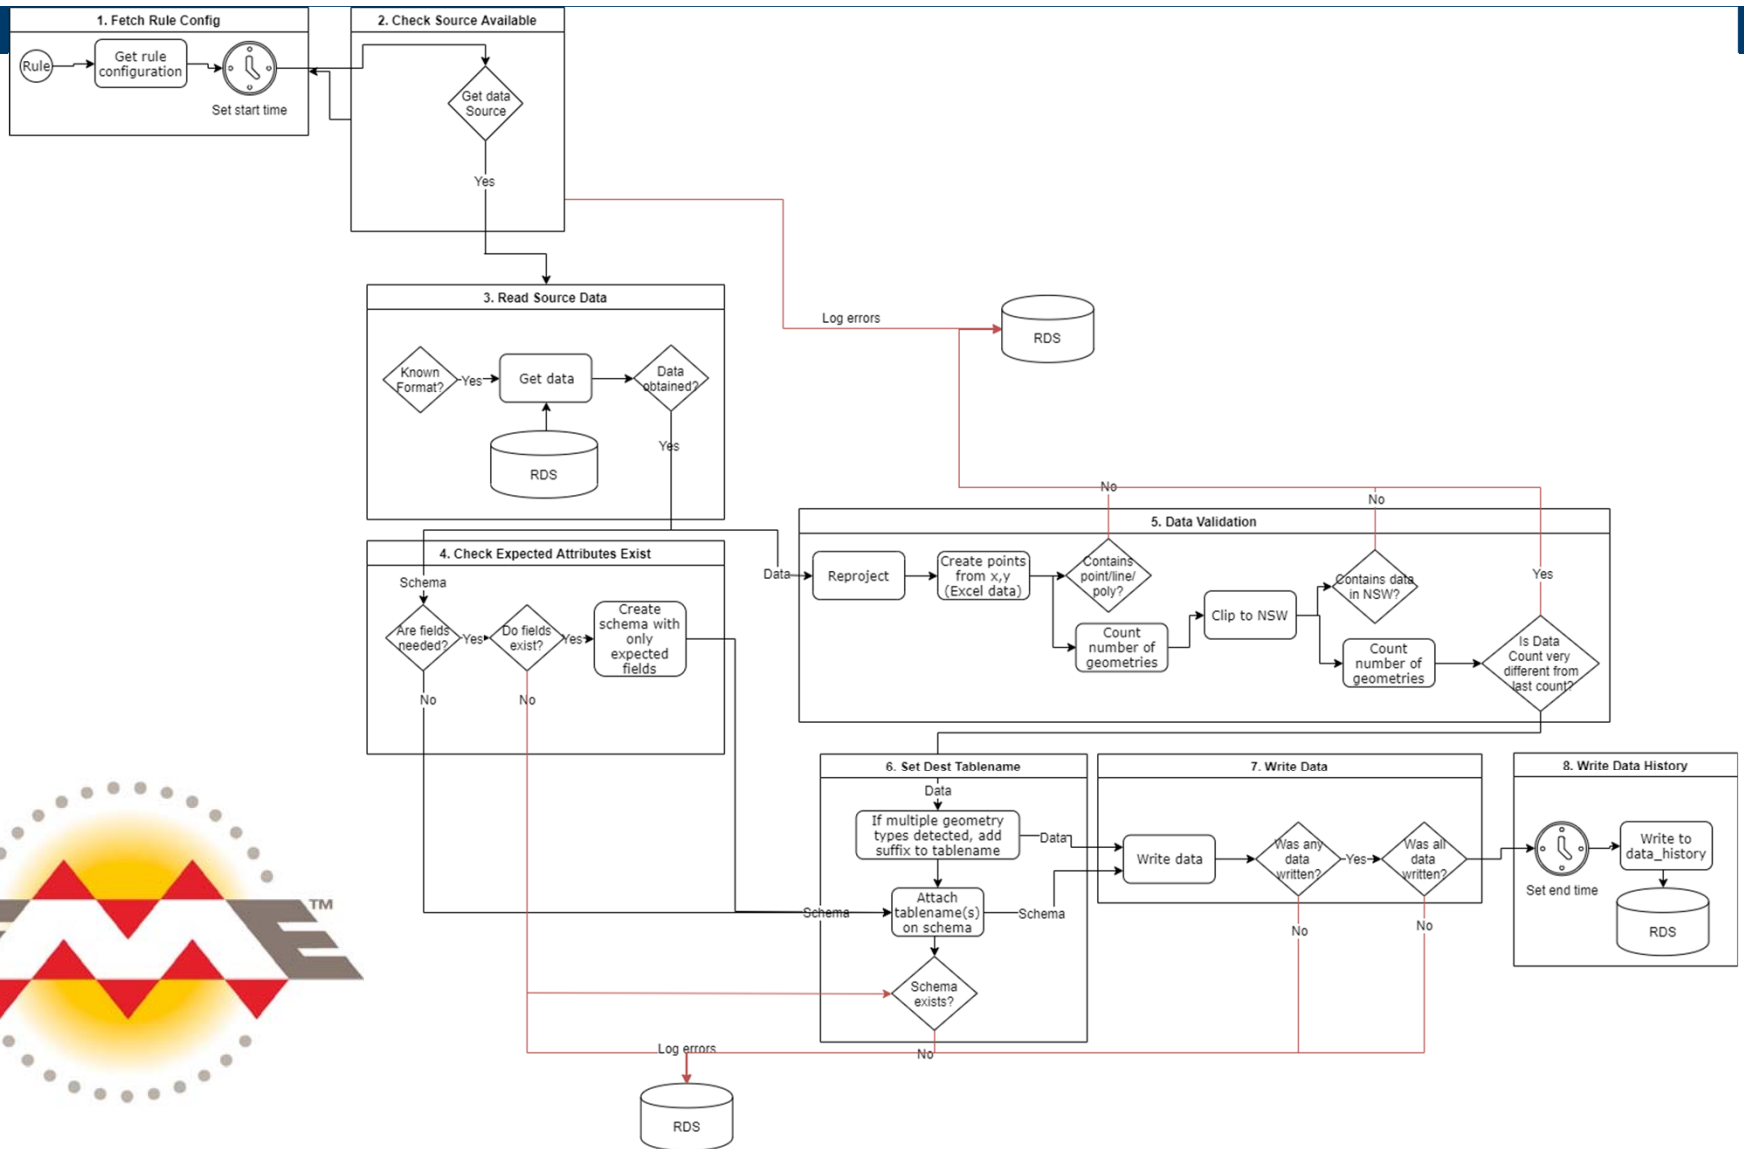 1. Fetch Rule Config
Rule
Get rule
configuration
Set start time
2. Check Source Available
Get data
Source
Yes
3. Read Source Data
Known
Format?
Yes
Get data
Data
obtained?
RDS
Yes
Log errors
RDS
4. Check Expected Attributes Exist
Schema
Are fields
needed?
Yes
Do fields
exist?
Yes
Create
schema with
only
expected
fields
No
No
No
No
5. Data Validation
Data
Reproject
Create points
from x,y
(Excel data)
Contains
point/line/
poly?
Count
number of
geometries
Clip to NSW
Contains data
in NSW?
Count
number of
geometries
Yes
Is Data
Count very
different from
last count?
6. Set Dest Tablename
Data
If multiple geometry
types detected, add
suffix to tablename
Data
Schema
Attach
tablename(s)
on schema
Schema
Schema
exists?
No
7. Write Data
Write data
Was any
data
written?
Yes
Was all
data
written?
No
No
8. Write Data History
Set end time
Write to
data_history
RDS
Log errors
RDS
FME
TM